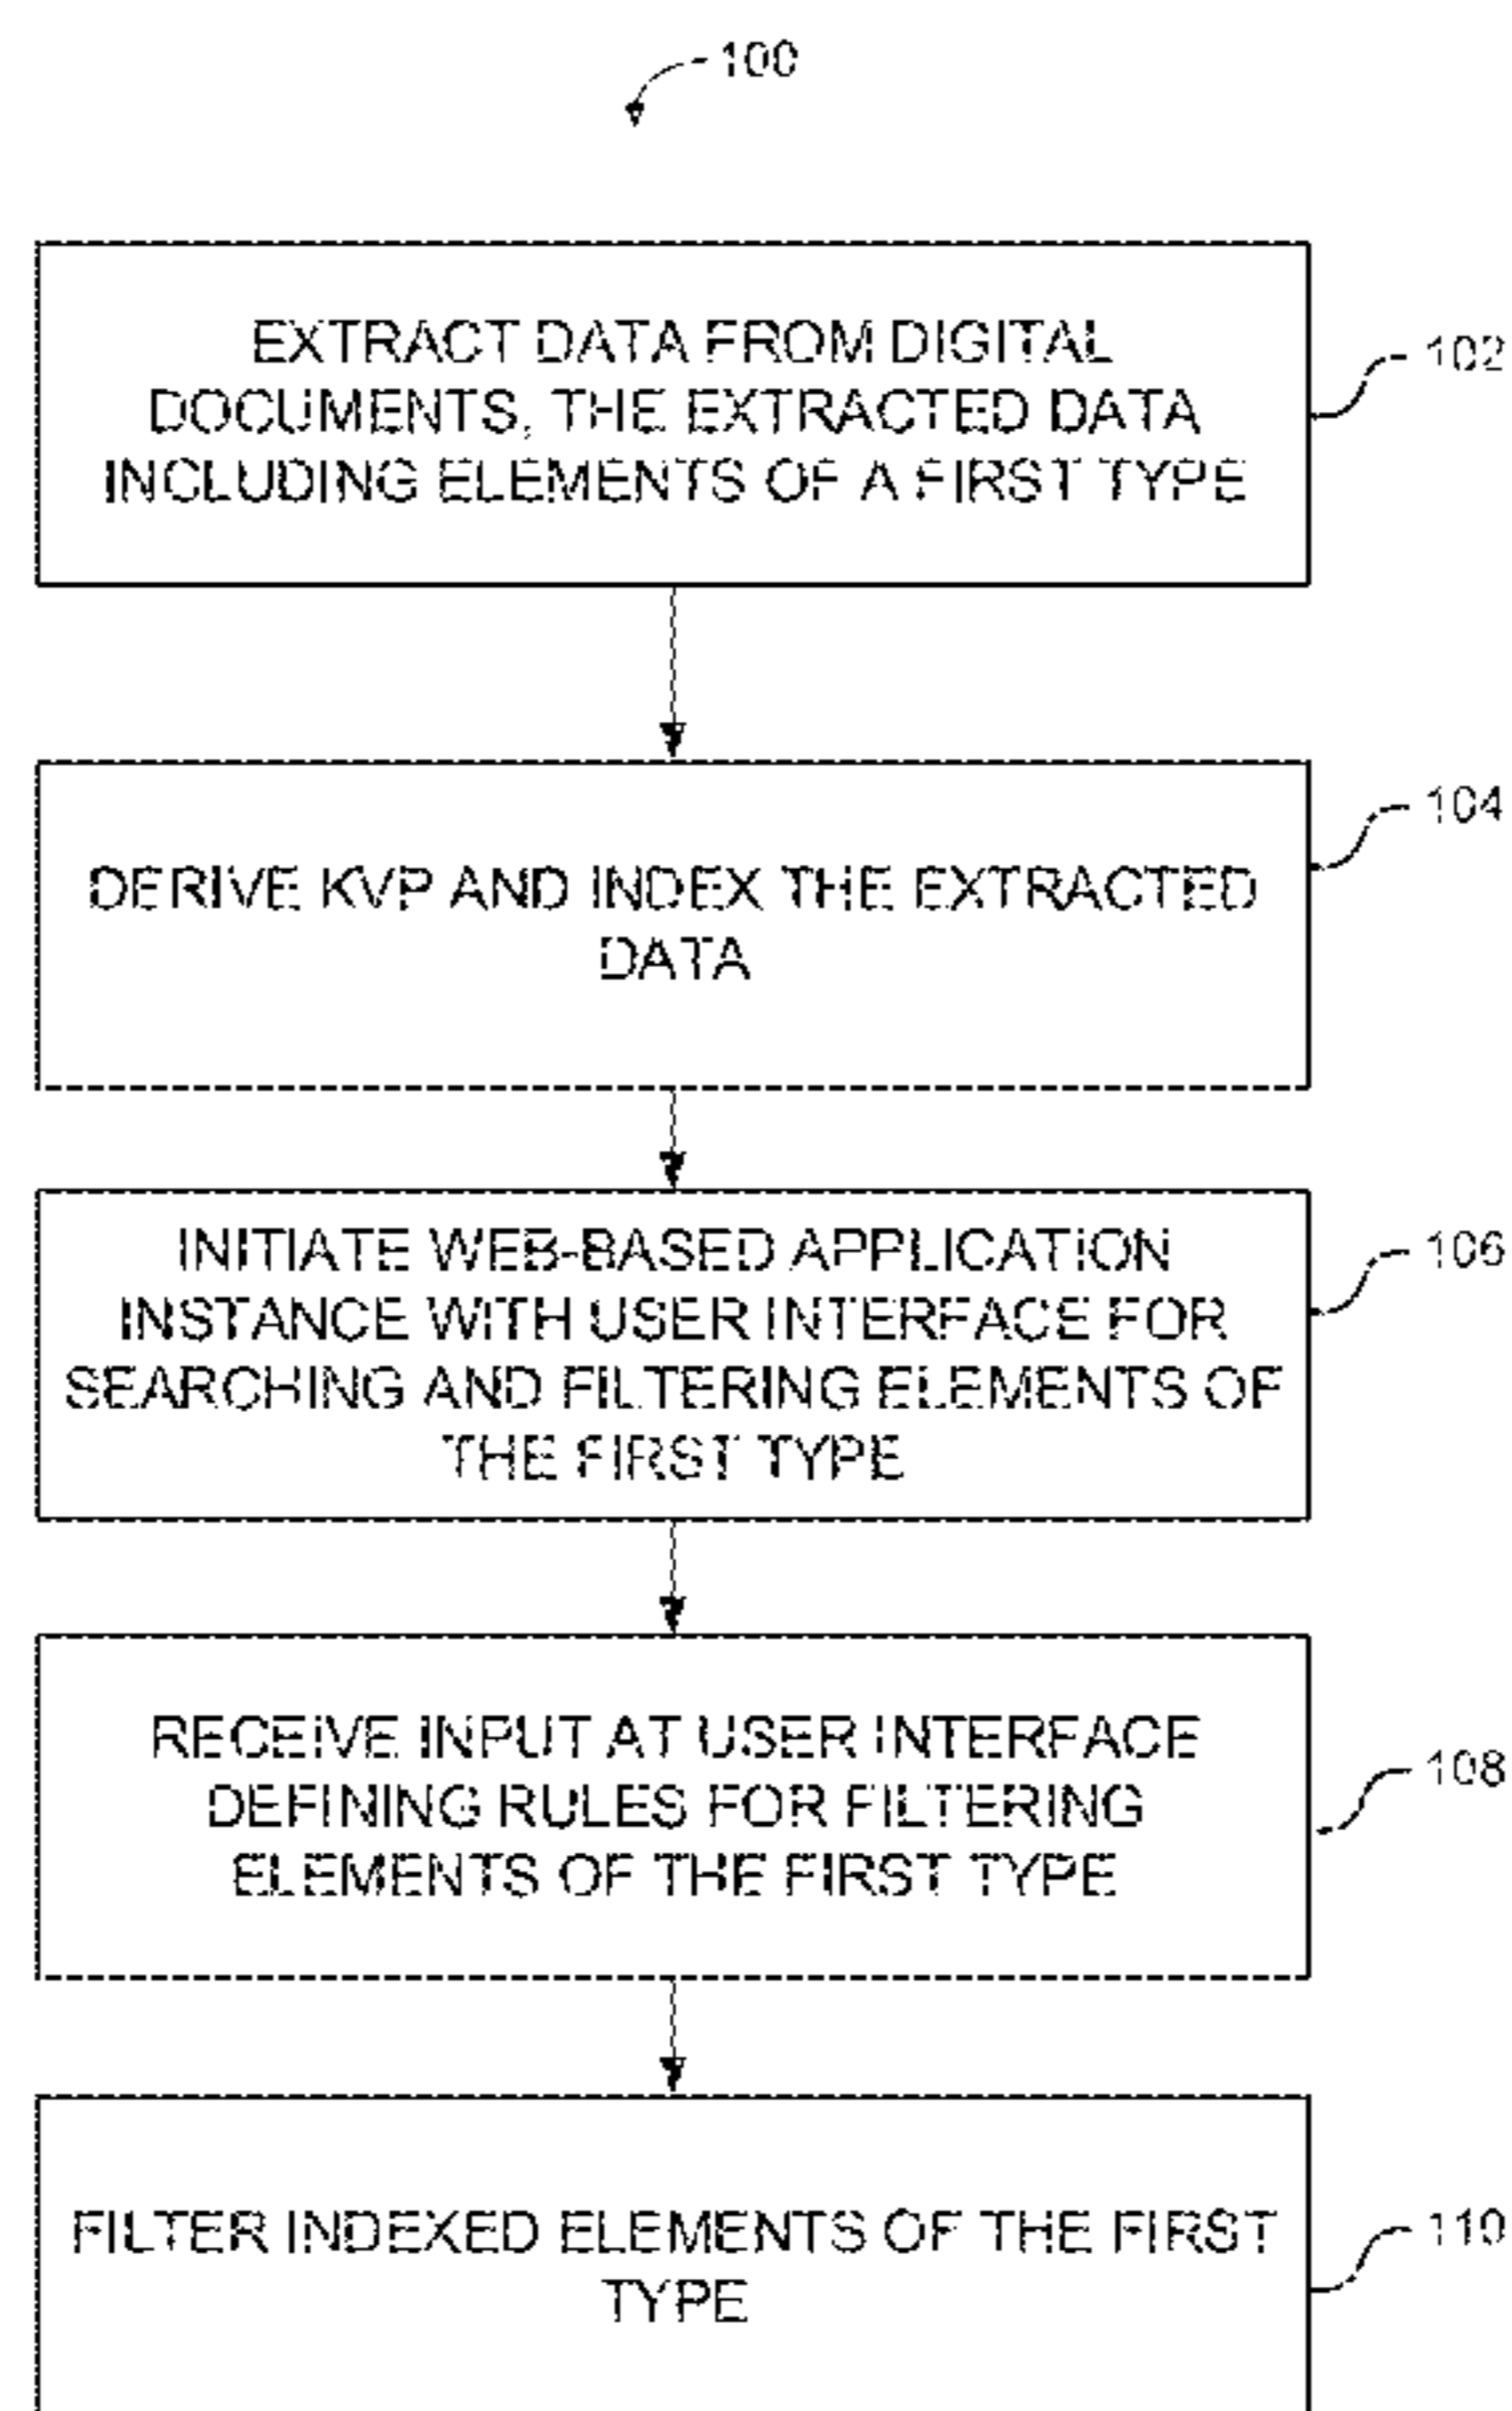 100
EXTRACT DATA FROM DIGITAL
DOCUMENTS, THE EXTRACTED DATA
INCLUDING ELEMENTS OF A FIRST TYPE
102
DERIVE KVP AND INDEX THE EXTRACTED
DATA
104
INITIATE WEB-BASED APPLICATION
INSTANCE WITH USER INTERFACE FOR
SEARCHING AND FILTERING ELEMENTS OF
THE FIRST TYPE
106
RECEIVE INPUT AT USER INTERFACE
DEFINING RULES FOR FILTERING
ELEMENTS OF THE FIRST TYPE
108
FILTER INDEXED ELEMENTS OF THE FIRST
TYPE
110